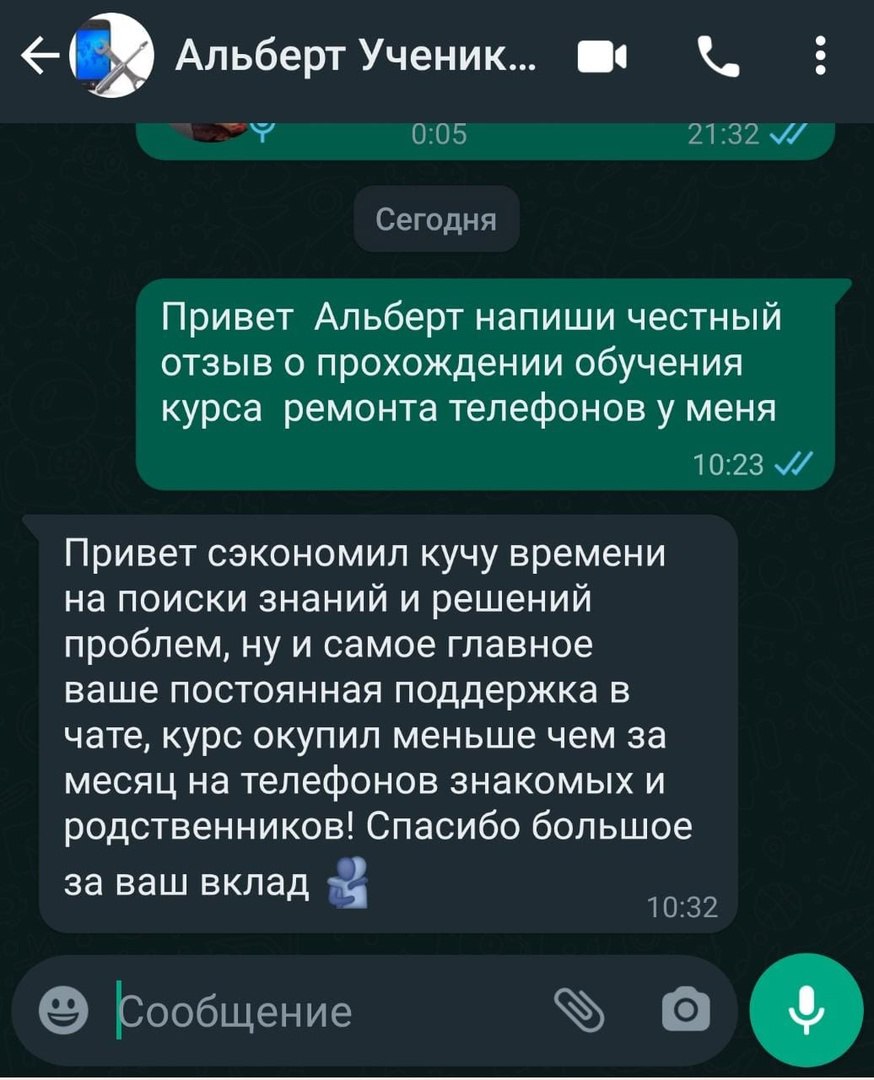 Альберт Ученик...
0:05
21:32
Сегодня
Привет Альберт напиши честный
отзыв о прохождении обучения
курса ремонта телефонов у меня
10:23
Привет сэкономил кучу времени
на поиски знаний и решений
проблем, ну и самое главное
ваше постоянная поддержка в
чате, курс окупил меньше чем за
месяц на телефонов знакомых и
родственников! Спасибо большое
за ваш вклад
10:32
Сообщение